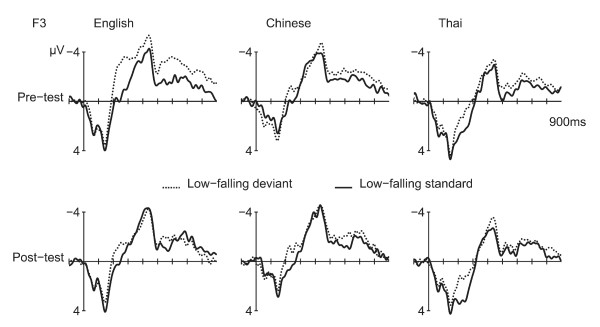 F3 English Chinese Thai
μV −4 −4 −4
Pre−test
900ms
4 4 4
Low−falling deviant Low−falling standard
−4 −4 −4
Post−test
4 4 4